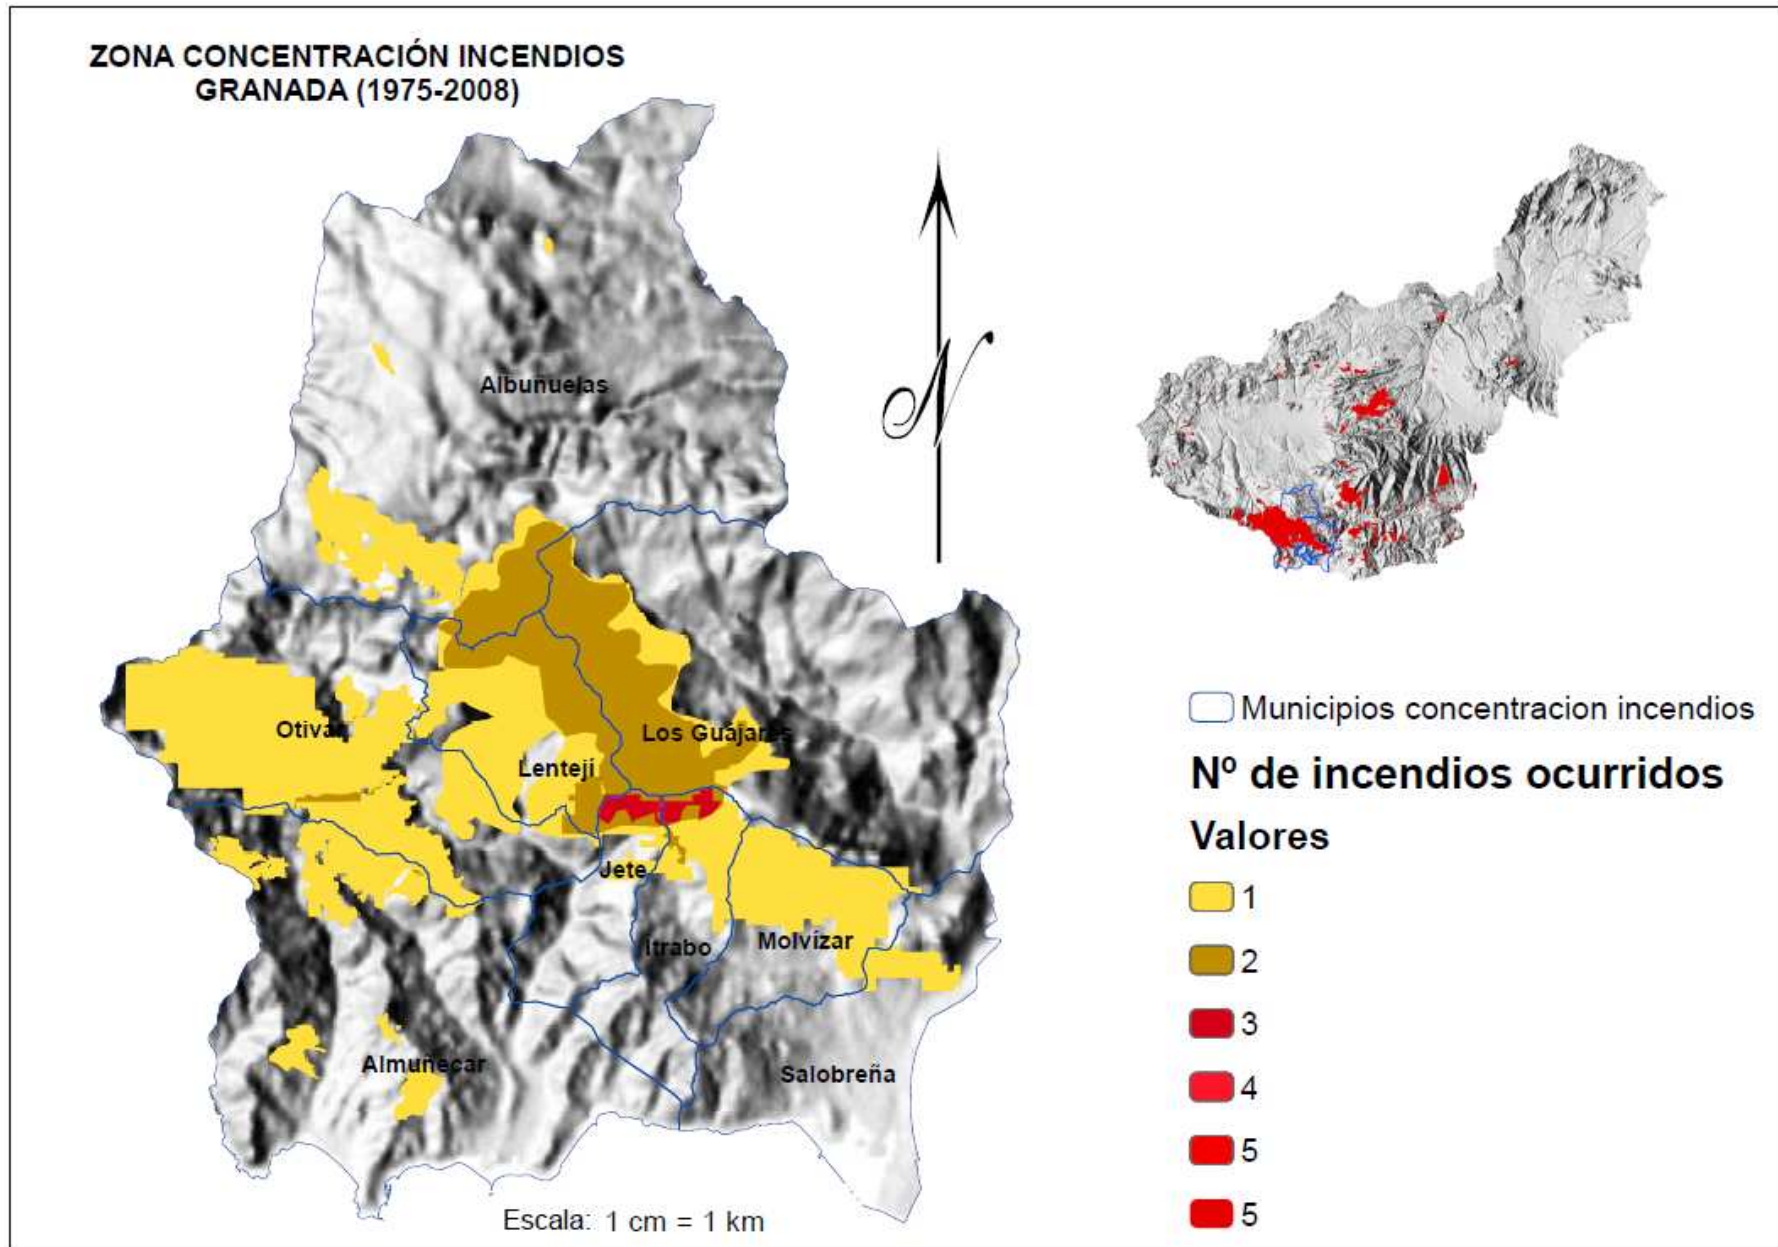 ZONA CONCENTRACIÓN INCENDIOS
GRANADA (1975-2008)
Albuñuelas
Otívar
Los Guájares
Lentejí
Jete
Itrabo
Molvízar
Almuñecar
Salobreña
Escala: 1 cm = 1 km
N
Municipios concentracion incendios
Nº de incendios ocurridos
Valores
1
2
3
4
5
5